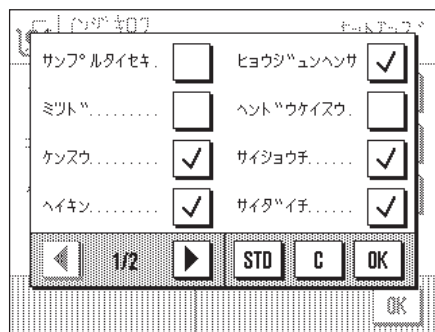 サンプルタイセキ.
ヒョウジュンヘンサ
ミツド.........
ヘンドウケイスウ.
ケンスウ.......
サイショウチ......
ヘイキン.........
サイダイチ......
1/2
STD
C
OK
OK